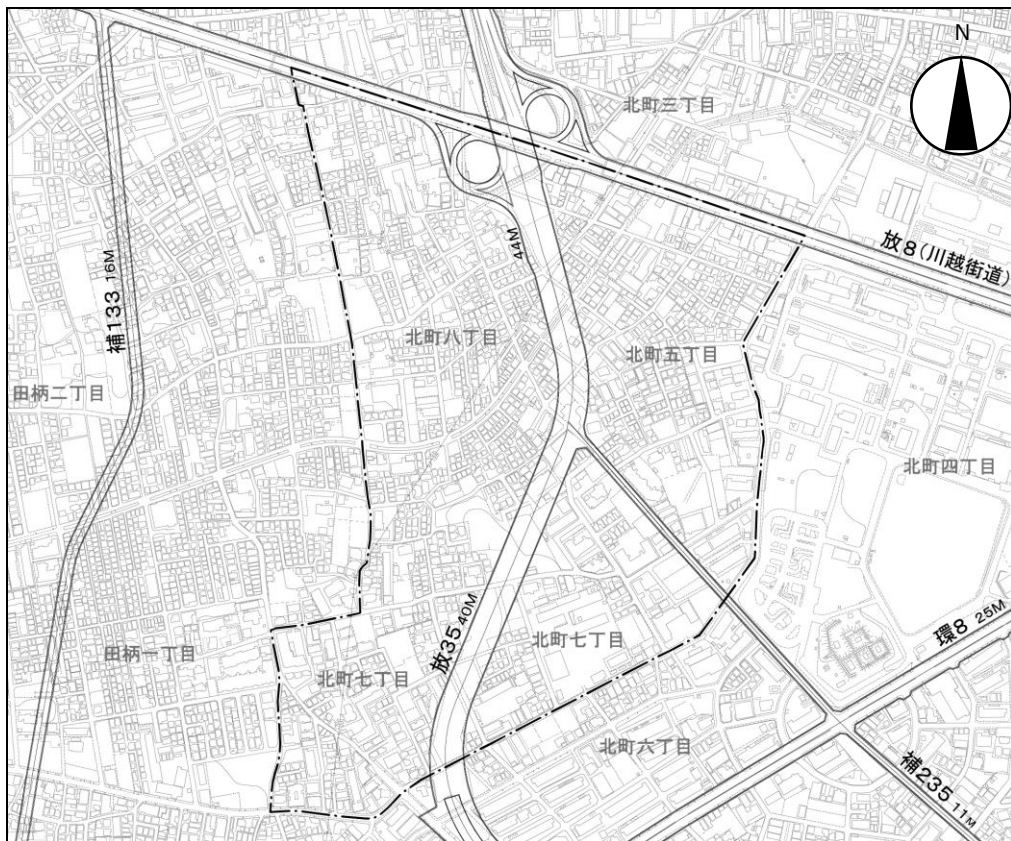 N
北町三丁目
放8(川越街道)
44M
補133 16M
北町八丁目
北町五丁目
田柄二丁目
北町四丁目
放35 40M
環8 25M
北町七丁目
田柄一丁目
北町七丁目
北町六丁目
補235 11M